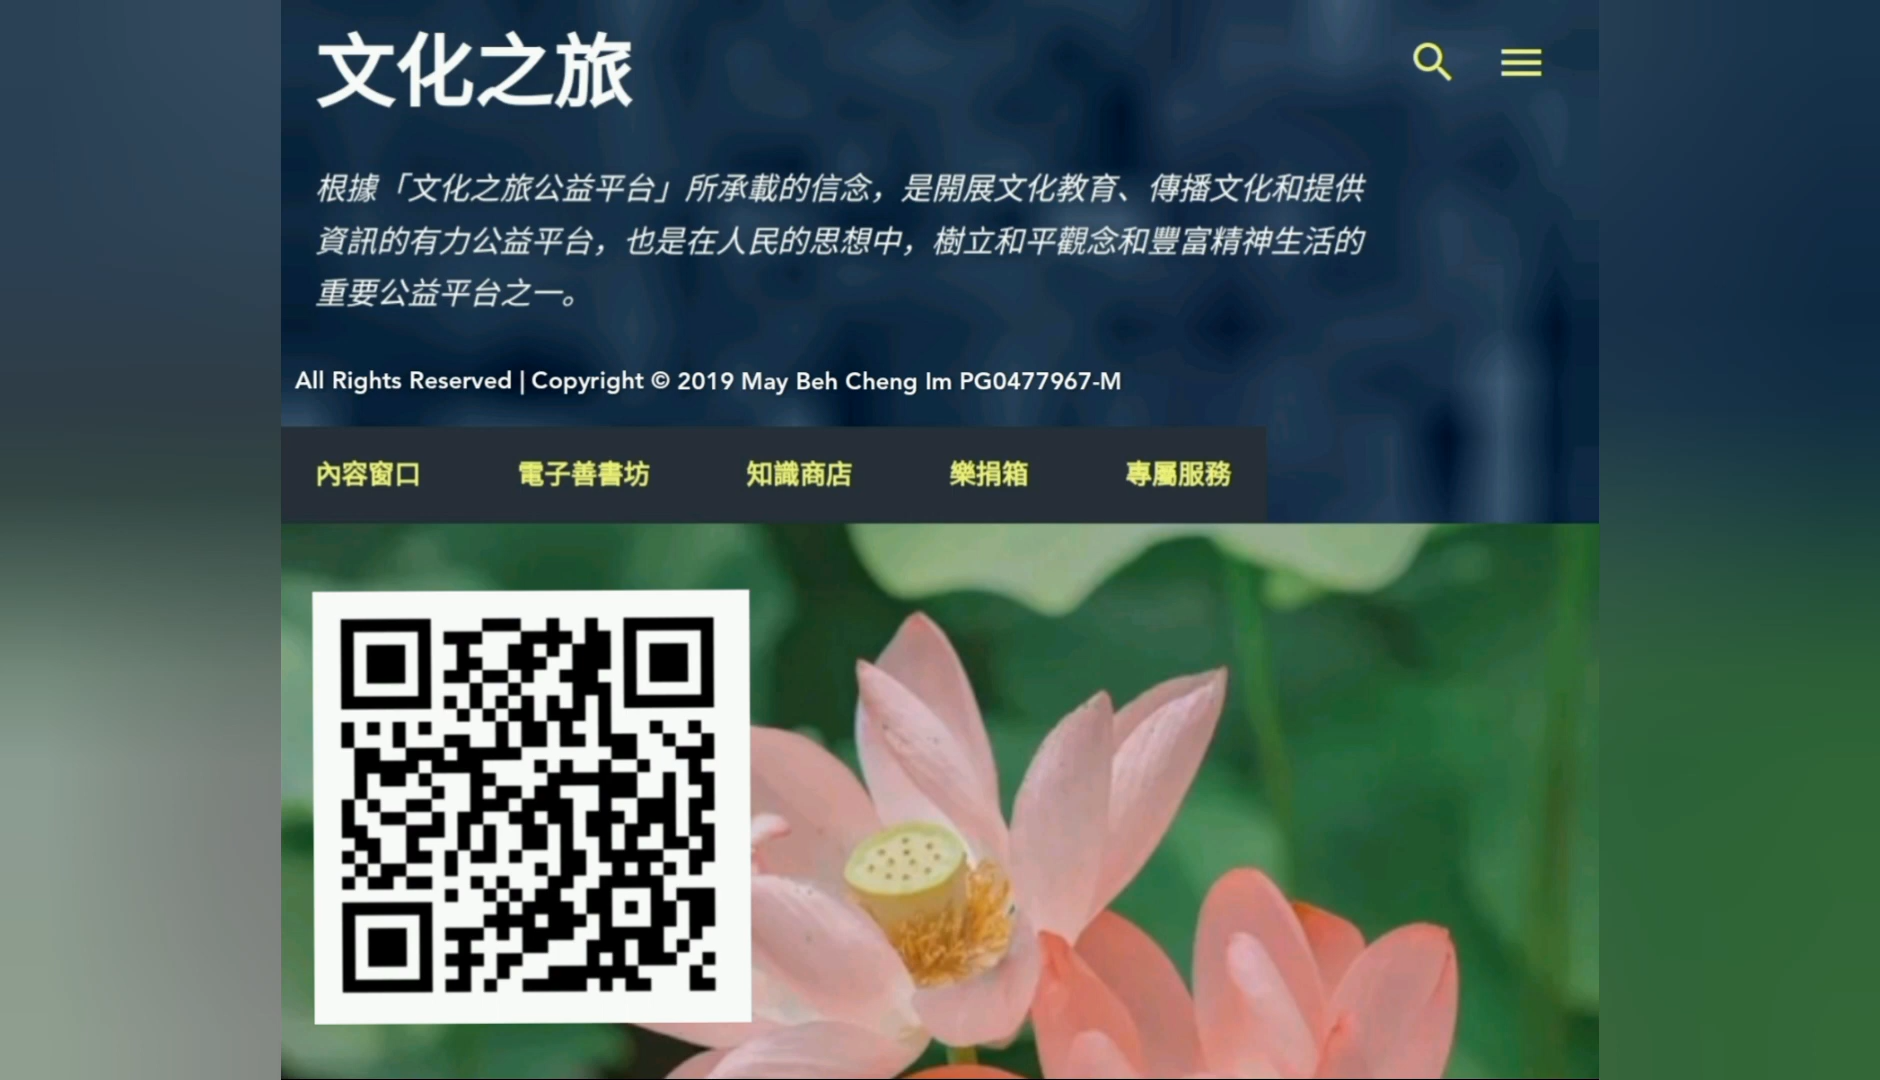 文化之旅
根據「文化之旅公益平台」所承載的信念，是開展文化教育、傳播文化和提供
資訊的有力公益平台，也是在人民的思想中，樹立和平觀念和豐富精神生活的
重要公益平台之一。
All Rights Reserved | Copyright © 2019 May Beh Cheng Im PG0477967-M
內容窗口 電子善書坊 知識商店 樂捐箱 專屬服務